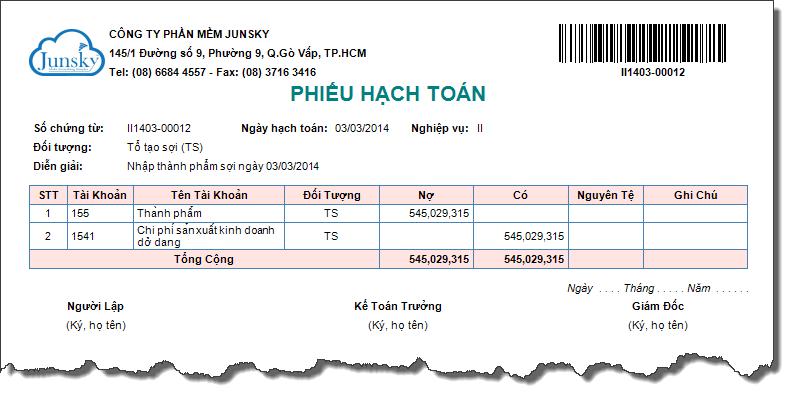 Junsky
CÔNG TY PHẦN MỀM JUNSKY
145/1 Đường số 9, Phường 9, Q.Gò Vấp, TP.HCM
Tel: (08) 6684 4557 - Fax: (08) 3716 3416
II1403-00012
PHIẾU HẠCH TOÁN
Số chứng từ: II1403-00012 Ngày hạch toán: 03/03/2014 Nghiệp vụ: II
Đối tượng: Tổ tạo sợi (TS)
Diễn giải: Nhập thành phẩm sợi ngày 03/03/2014
STT Tài Khoản Tên Tài Khoản Đối Tượng Nợ Có Nguyên Tệ Ghi Chú
1 155 Thành phẩm TS 545,029,315
2 1541 Chi phí sản xuất kinh doanh dở dang TS 545,029,315
Tổng Cộng 545,029,315 545,029,315
Ngày .... Tháng ..... Năm ......
Người Lập Kế Toán Trưởng Giám Đốc
(Ký, họ tên) (Ký, họ tên) (Ký, họ tên)